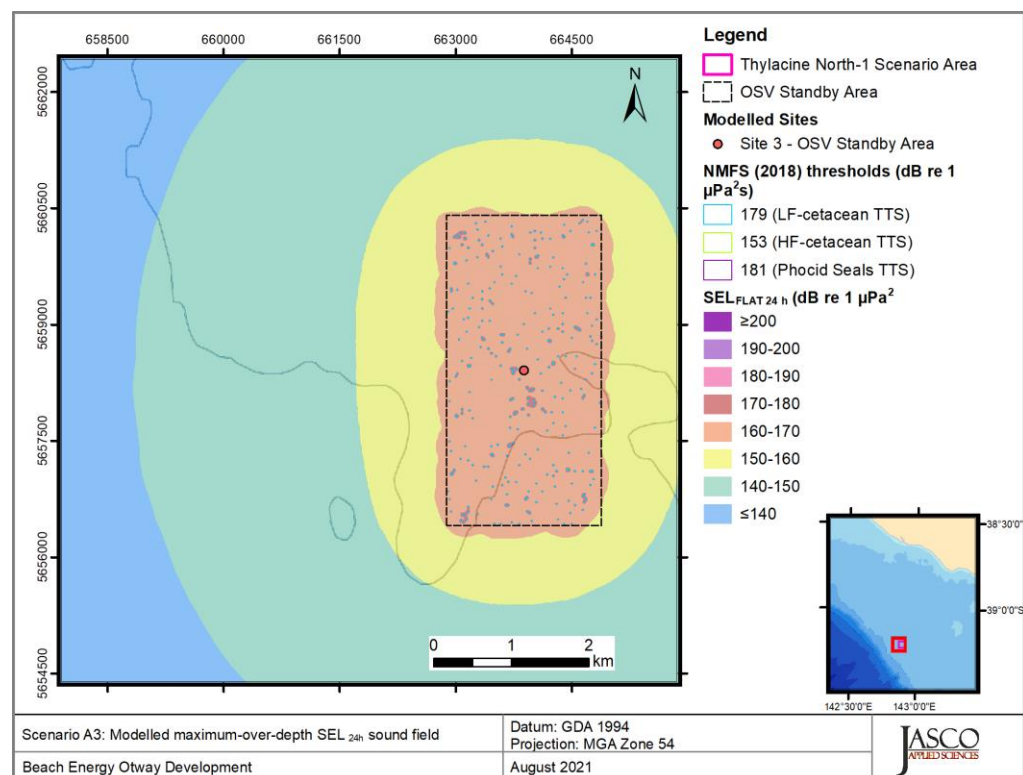 658500 660000 661500 663000 664500
5662000
5660500
5659000
5657500
5656000
5654500
N
0 1 2
km
Legend
Thylacine North-1 Scenario Area
OSV Standby Area
Modelled Sites
Site 3 - OSV Standby Area
NMFS (2018) thresholds (dB re 1
µPa²s)
179 (LF-cetacean TTS)
153 (HF-cetacean TTS)
181 (Phocid Seals TTS)
SELFLAT 24 h (dB re 1 µPa²
≥200
190-200
180-190
170-180
160-170
150-160
140-150
≤140
38°30'0"
39°0'0"S
142°30'0"E 143°0'0"E
Scenario A3: Modelled maximum-over-depth SEL 24h sound field
Datum: GDA 1994
Projection: MGA Zone 54
Beach Energy Otway Development
August 2021
JASCO
APPLIED SCIENCES